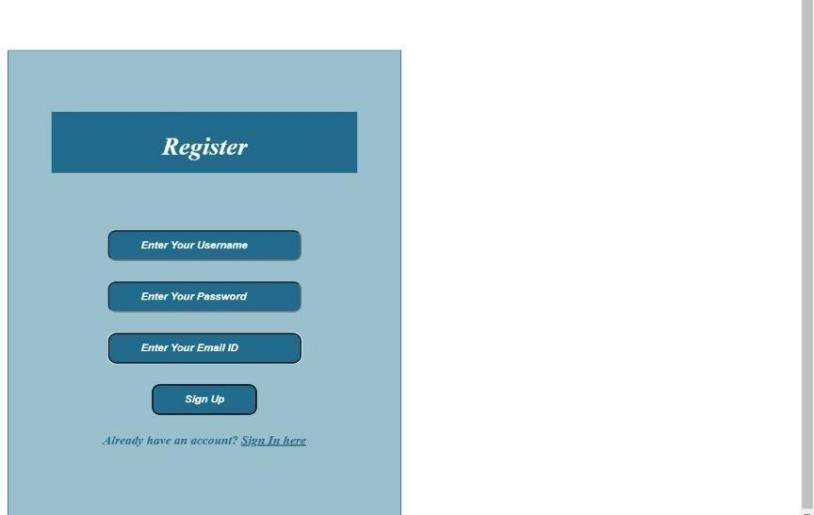 Register
Enter Your Username
Enter Your Password
Enter Your Email ID
Sign Up
Already have an account? Sign In here